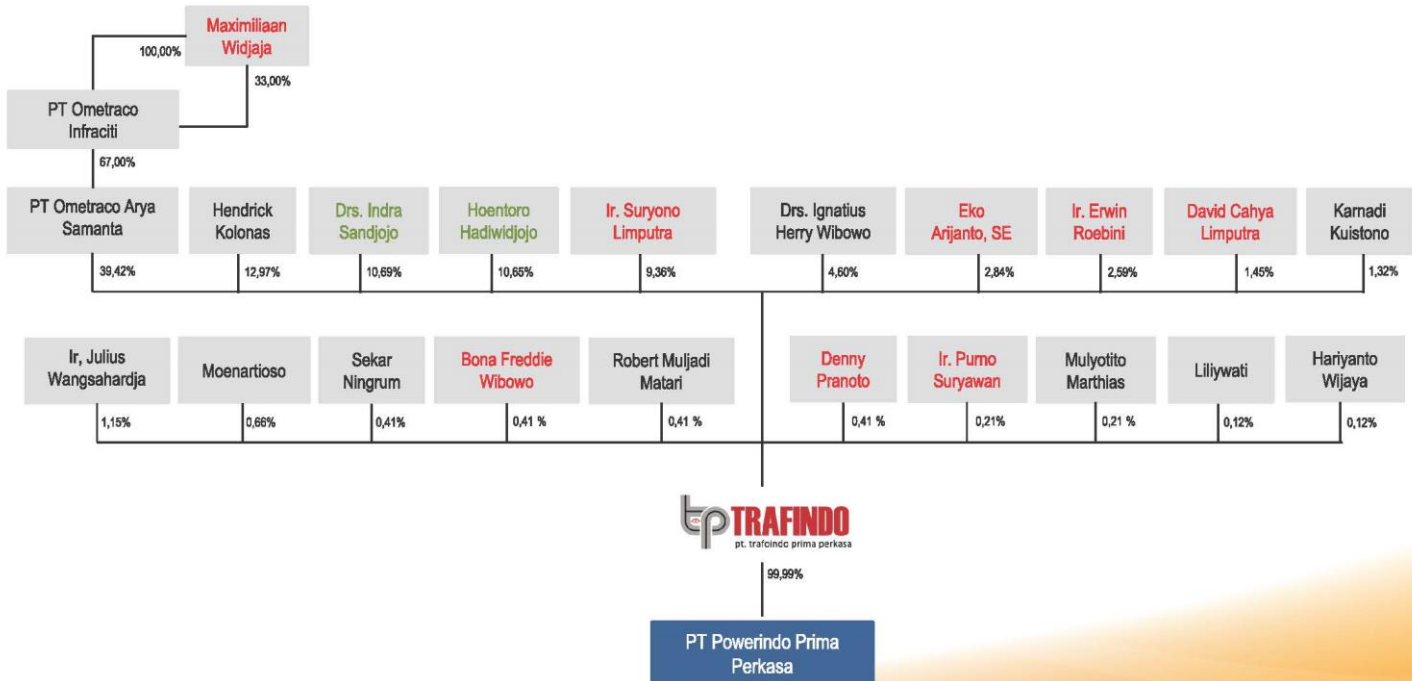 Maximiliaan
Widjaja
100,00%
33,00%
PT Ometraco
Infraciti
67,00%
PT Ometraco Arya
Samanta
Hendrick
Kolonas
Drs. Indra
Sandjojo
Hoentoro
Hadiwidjojo
Ir. Suryono
Limputra
Drs. Ignatius
Herry Wibowo
Eko
Arijanto, SE
Ir. Erwin
Roebini
David Cahya
Limputra
Karnadi
Kuistono
39,42%
12,97%
10,69%
10,65%
9,36%
4,60%
2,84%
2,59%
1,45%
1,32%
Ir, Julius
Wangsahardja
Moenartioso
Sekar
Ningrum
Bona Freddie
Wibowo
Robert Muljadi
Matari
Denny
Pranoto
Ir. Purno
Suryawan
Mulyotito
Marthias
Liliywati
Hariyanto
Wijaya
1,15%
0,66%
0,41%
0,41 %
0,41 %
0,41 %
0,21%
0,21 %
0,12%
0,12%
tp TRAFINDO
pt. trafoindo prima perkasa
99,99%
PT Powerindo Prima
Perkasa